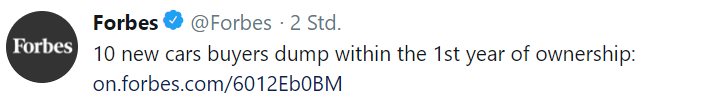 Forbes
Forbes @Forbes · 2 Std.
10 new cars buyers dump within the 1st year of ownership:
on.forbes.com/6012Eb0BM